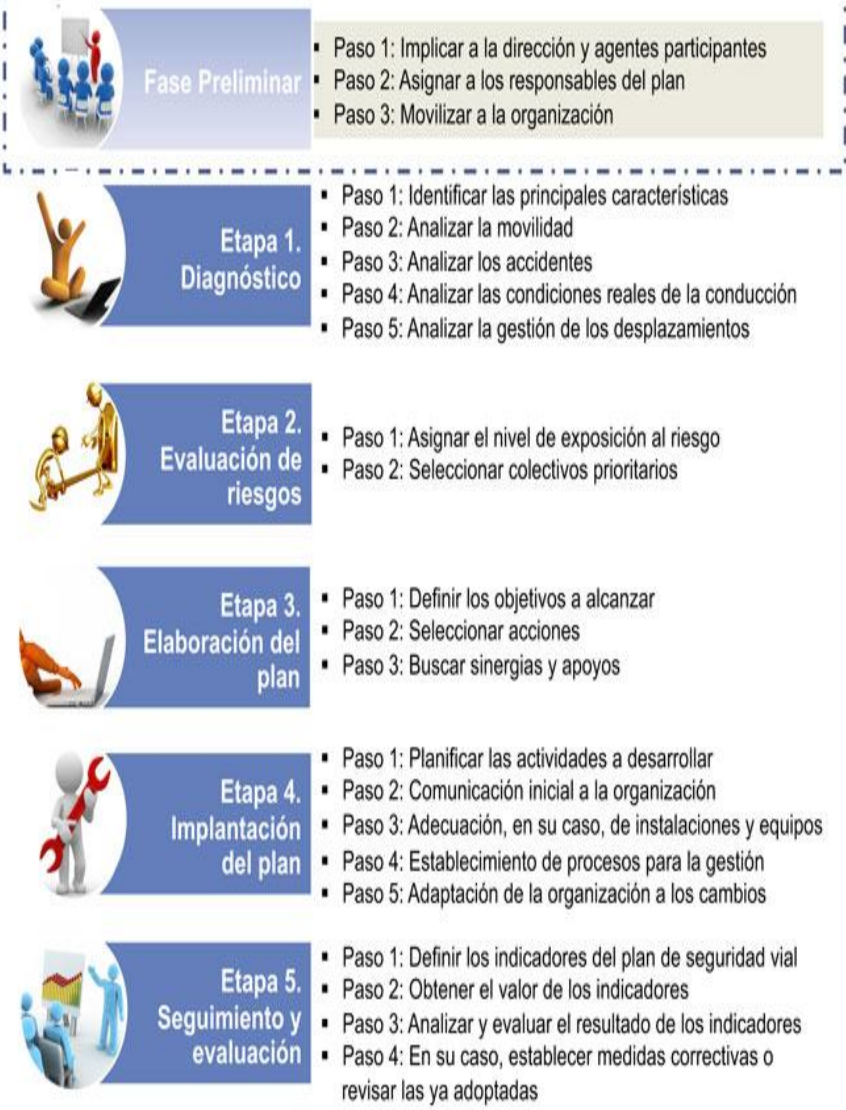 Fase Preliminar
▪ Paso 1: Implicar a la dirección y agentes participantes
▪ Paso 2: Asignar a los responsables del plan
▪ Paso 3: Movilizar a la organización
Etapa 1.
Diagnóstico
▪ Paso 1: Identificar las principales características
▪ Paso 2: Analizar la movilidad
▪ Paso 3: Analizar los accidentes
▪ Paso 4: Analizar las condiciones reales de la conducción
▪ Paso 5: Analizar la gestión de los desplazamientos
Etapa 2.
Evaluación de
riesgos
▪ Paso 1: Asignar el nivel de exposición al riesgo
▪ Paso 2: Seleccionar colectivos prioritarios
Etapa 3.
Elaboración del
plan
▪ Paso 1: Definir los objetivos a alcanzar
▪ Paso 2: Seleccionar acciones
▪ Paso 3: Buscar sinergias y apoyos
Etapa 4.
Implantación
del plan
▪ Paso 1: Planificar las actividades a desarrollar
▪ Paso 2: Comunicación inicial a la organización
▪ Paso 3: Adecuación, en su caso, de instalaciones y equipos
▪ Paso 4: Establecimiento de procesos para la gestión
▪ Paso 5: Adaptación de la organización a los cambios
Etapa 5.
Seguimiento y
evaluación
▪ Paso 1: Definir los indicadores del plan de seguridad vial
▪ Paso 2: Obtener el valor de los indicadores
▪ Paso 3: Analizar y evaluar el resultado de los indicadores
▪ Paso 4: En su caso, establecer medidas correctivas o
revisar las ya adoptadas